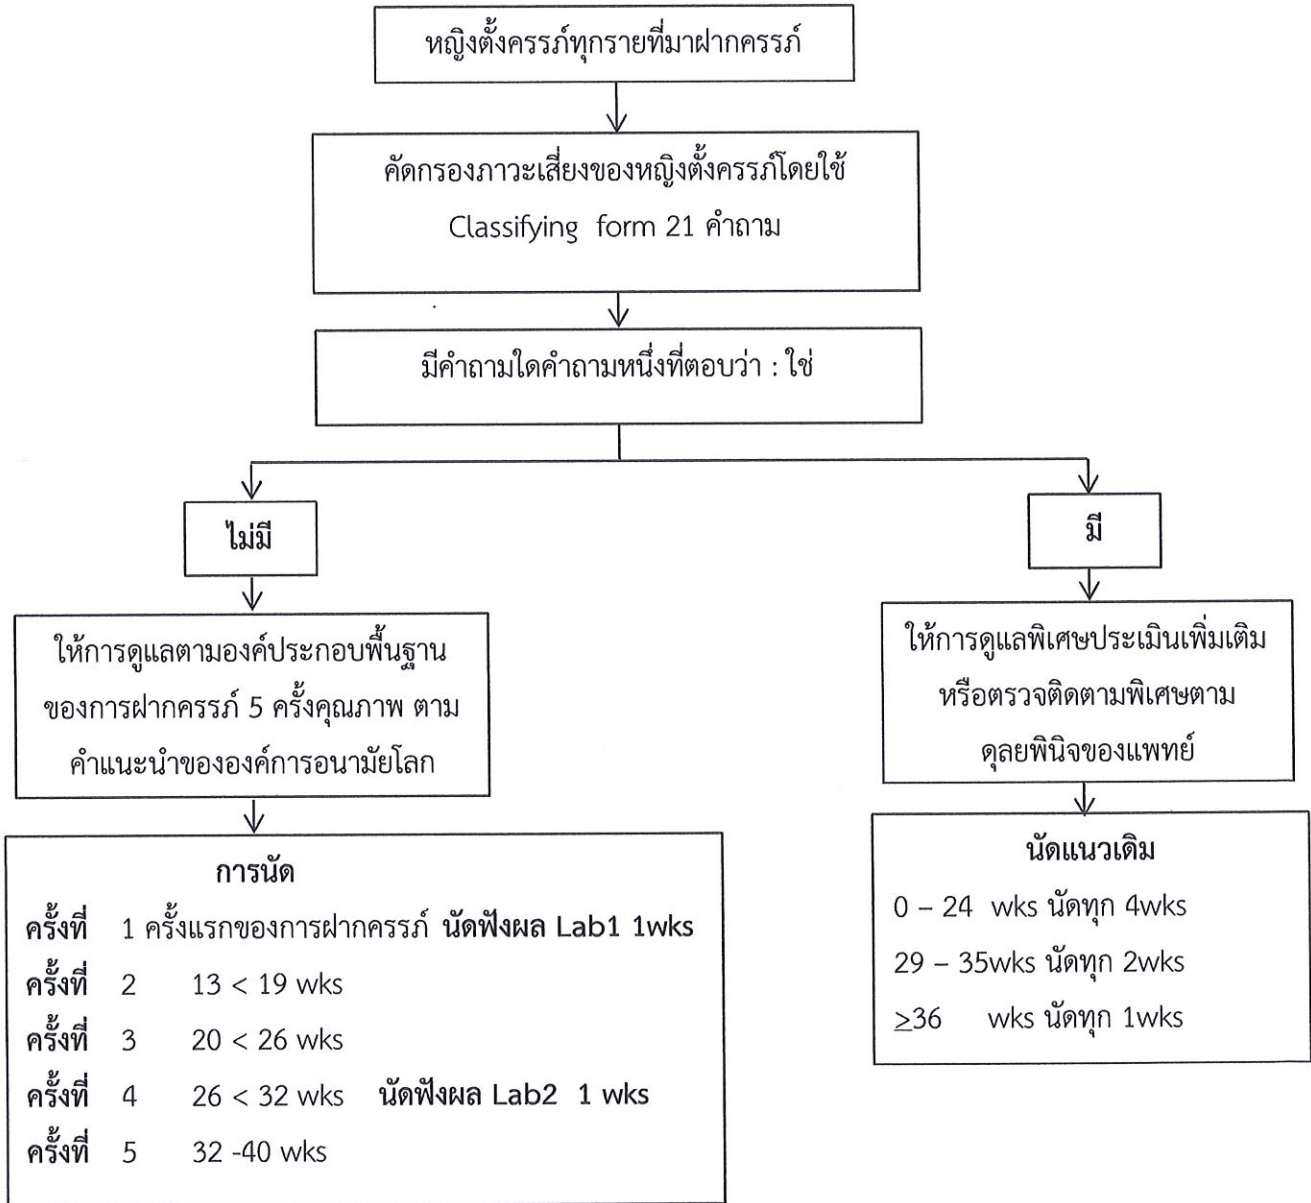 หญิงตั้งครรภ์ทุกรายที่มาฝากครรภ์
คัดกรองภาวะเสี่ยงของหญิงตั้งครรภ์โดยใช้
Classifying form 21 คำถาม
มีคำถามใดคำถามหนึ่งที่ตอบว่า : ใช่
ไม่มี
มี
ให้การดูแลตามองค์ประกอบพื้นฐาน
ของการฝากครรภ์ 5 ครั้งคุณภาพ ตาม
คำแนะนำขององค์การอนามัยโลก
ให้การดูแลพิเศษประเมินเพิ่มเติม
หรือตรวจติดตามพิเศษตาม
ดุลยพินิจของแพทย์
การนัด
ครั้งที่ 1 ครั้งแรกของการฝากครรภ์ นัดฟังผล Lab1 1wks
ครั้งที่ 2 13 < 19 wks
ครั้งที่ 3 20 < 26 wks
ครั้งที่ 4 26 < 32 wks นัดฟังผล Lab2 1 wks
ครั้งที่ 5 32 -40 wks
นัดแนวเดิม
0 – 24 wks นัดทุก 4wks
29 – 35wks นัดทุก 2wks
≥36 wks นัดทุก 1wks